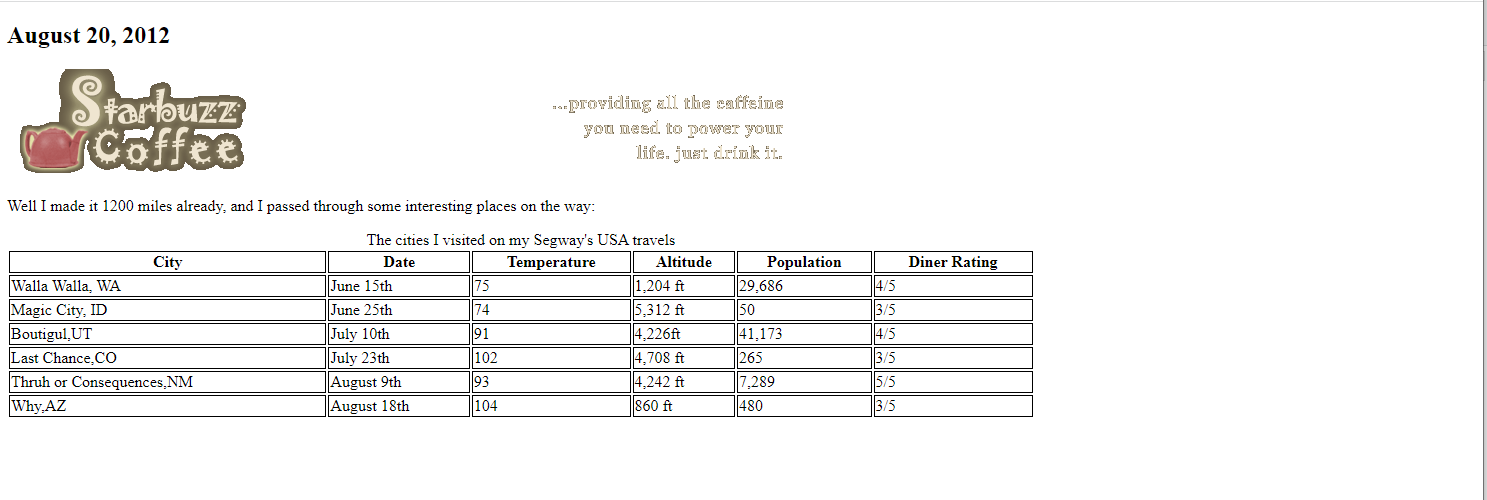 August 20, 2012
Starbuzz
Coffee
...providing all the caffeine
you need to power your
life. just drink it.
Well I made it 1200 miles already, and I passed through some interesting places on the way:
The cities I visited on my Segway's USA travels
City Date Temperature Altitude Population Diner Rating
Walla Walla, WA June 15th 75 1,204 ft 29,686 4/5
Magic City, ID June 25th 74 5,312 ft 50 3/5
Boutigul,UT July 10th 91 4,226ft 41,173 4/5
Last Chance,CO July 23th 102 4,708 ft 265 3/5
Thruh or Consequences,NM August 9th 93 4,242 ft 7,289 5/5
Why,AZ August 18th 104 860 ft 480 3/5